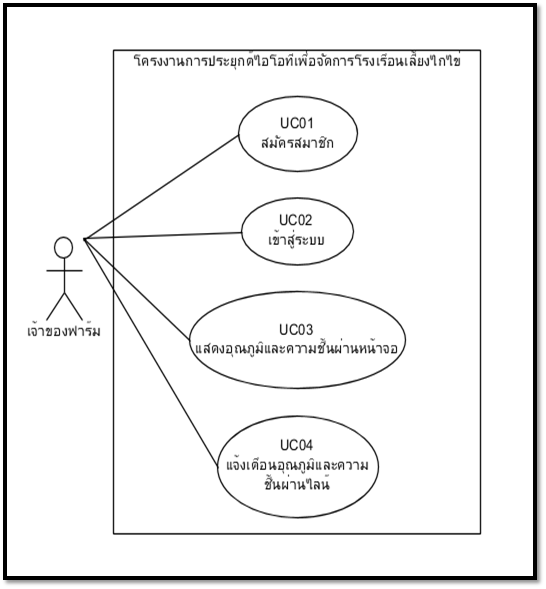 โครงงานการประยุกต์ไอโอทีเพื่อจัดการโรงเรือนเลี้ยงไก่ไข่
UC01
สมัครสมาชิก
UC02
เข้าสู่ระบบ
เจ้าของฟาร์ม
UC03
แสดงอุณภูมิและความชื้นผ่านหน้าจอ
UC04
แจ้งเตือนอุณภูมิและความ
ชื้นผ่านไลน์